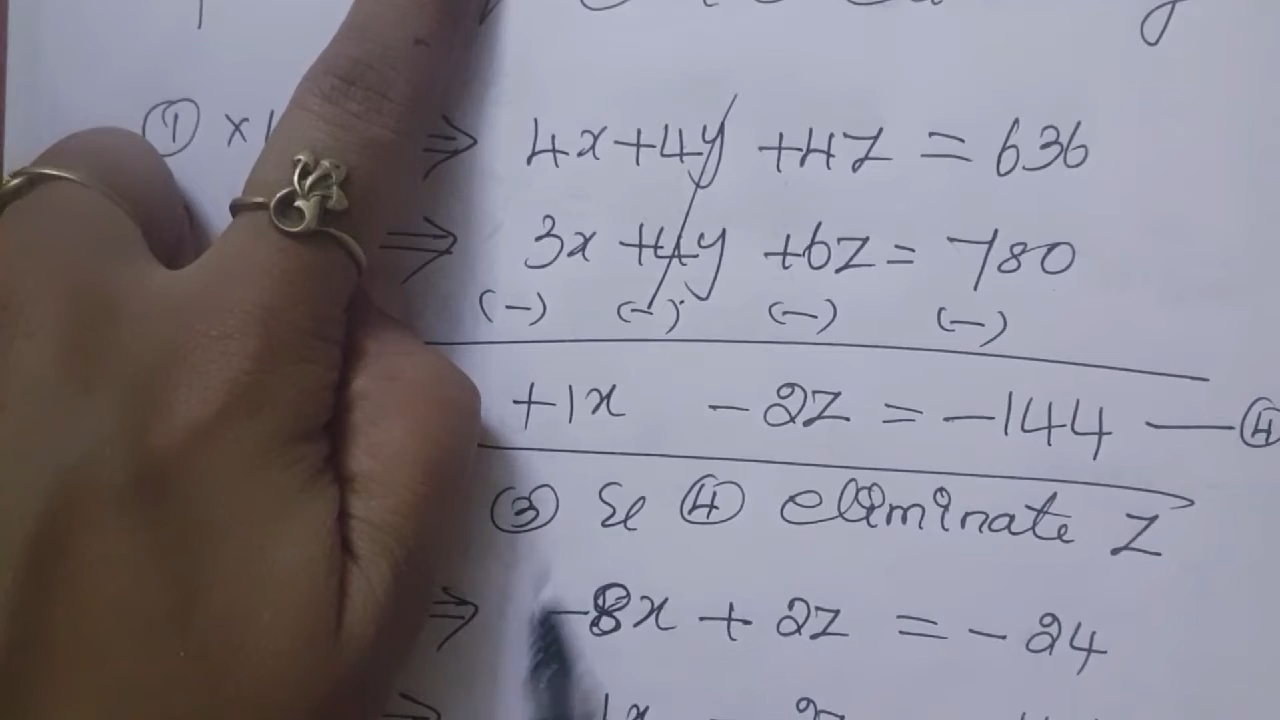 ① ×
⇒ 4x+4y +4z = 636
⇒ 3x +4y +6z = 780
(-) (-) (-) (-)
+1x -2z = -144 — ④
③ & ④ eliminate z
⇒ -8x + 2z = -24
⇒ 1x